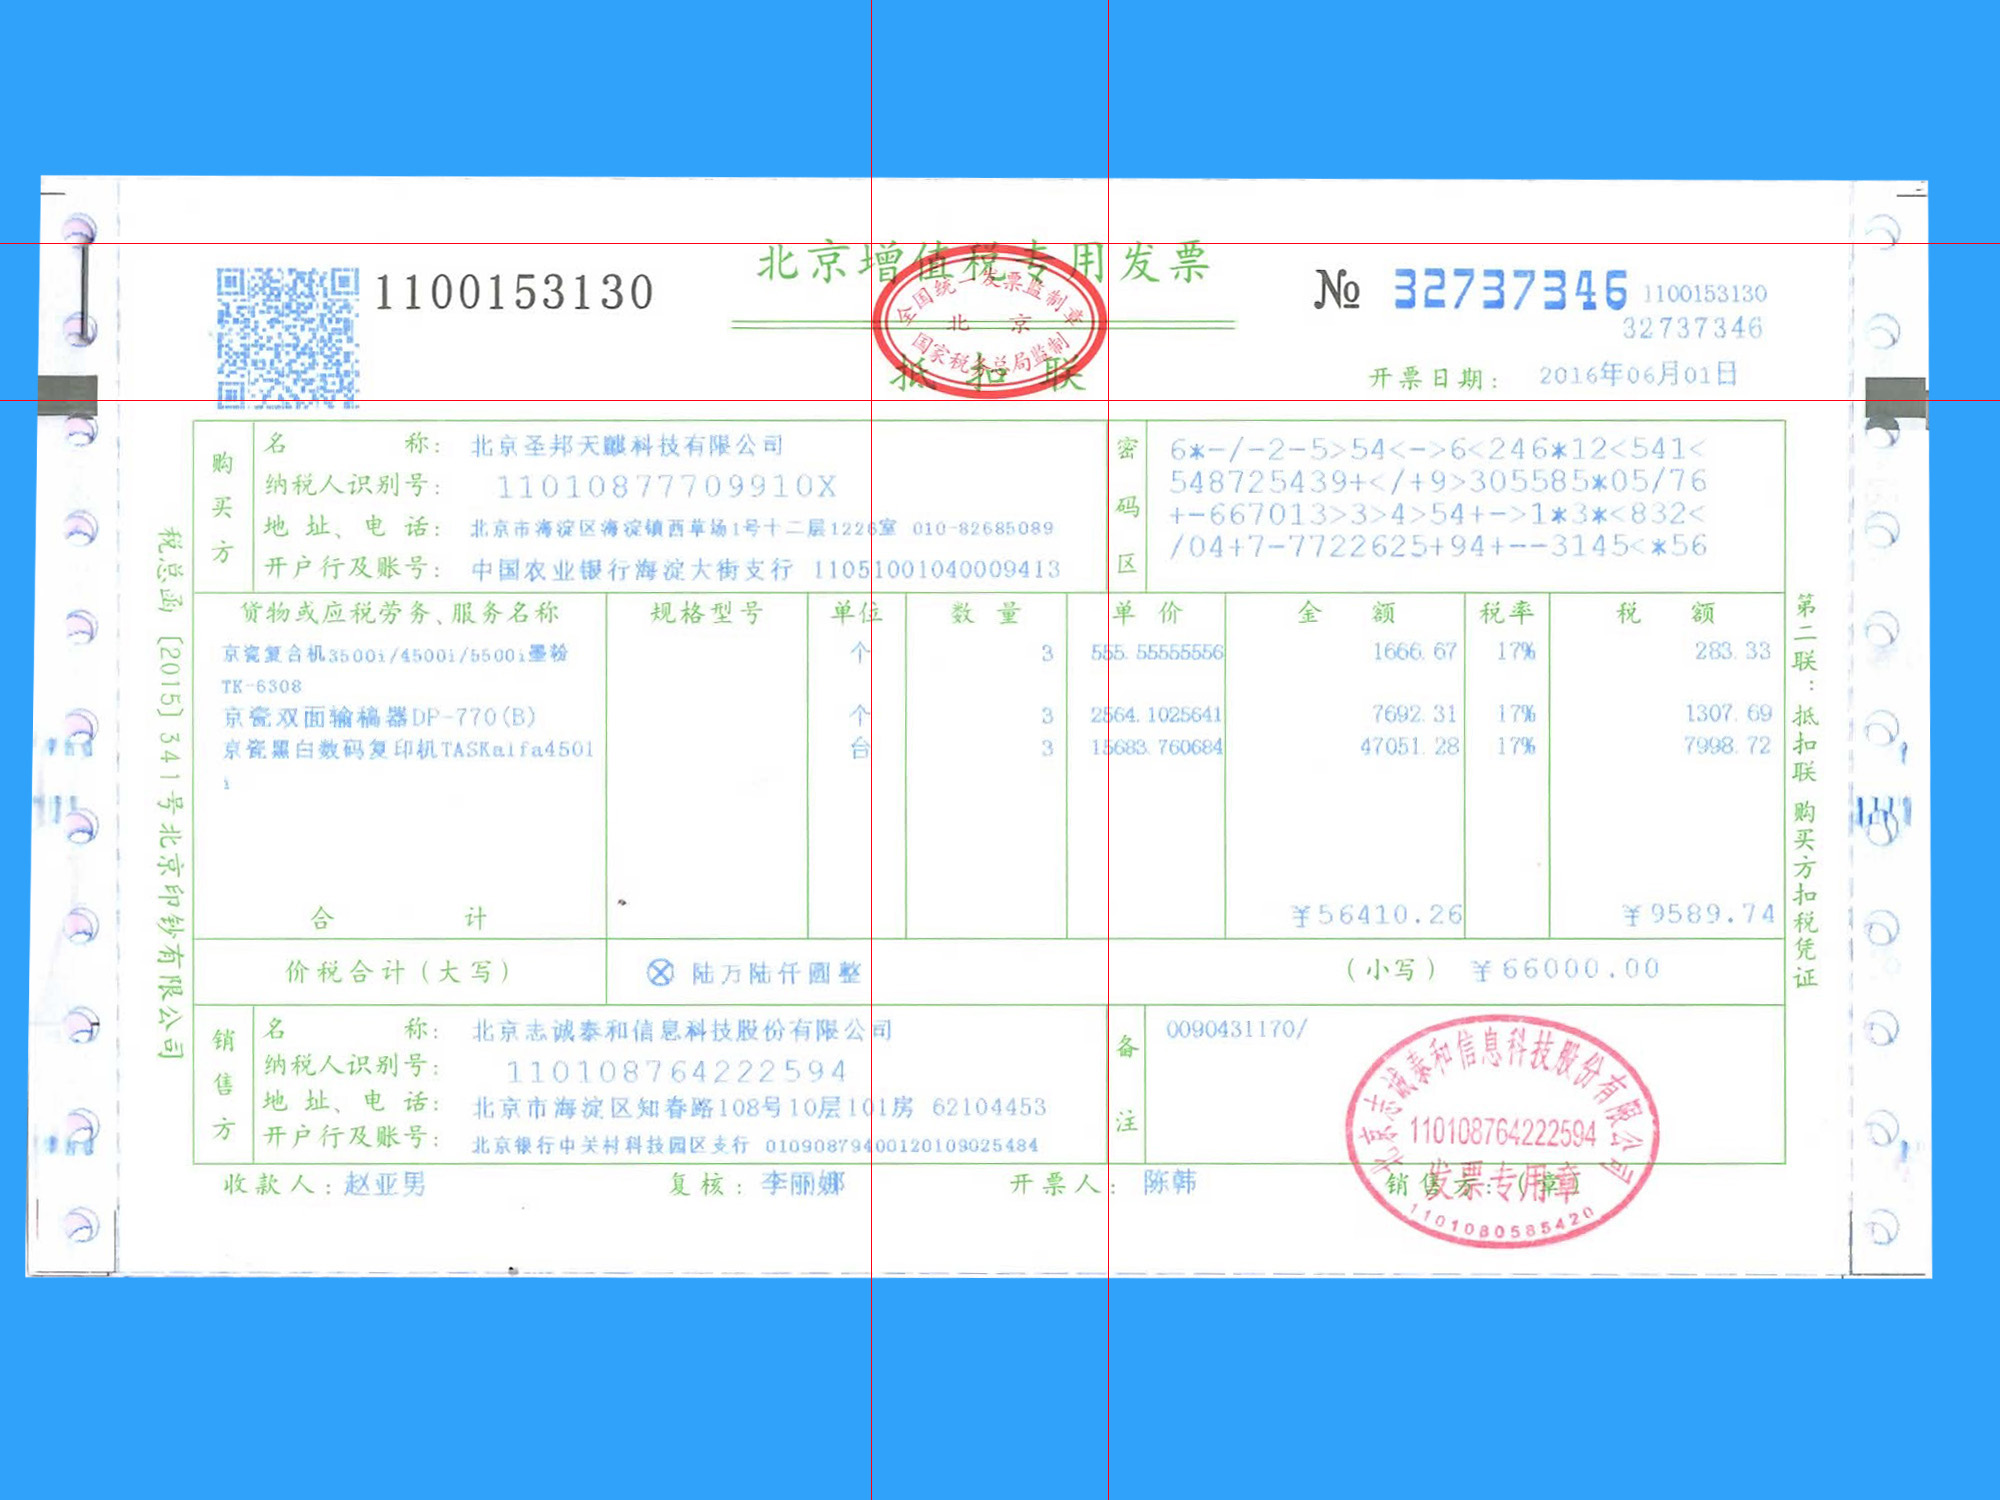 北京增值税专用发票
抵扣联
全国统一发票监制章
北京
国家税务总局监制
1100153130
№ 32737346
1100153130
32737346
开票日期: 2016年06月01日
税总函〔2015〕341号北京印钞有限公司
购买方
名称: 北京圣邦天麒科技有限公司
纳税人识别号: 11010877709910X
地址、电话: 北京市海淀区海淀镇西草场1号十二层1226室 010-82685089
开户行及账号: 中国农业银行海淀大街支行 11051001040009413
密码区
6*-/-2-5>54<->6<246*12<541<
548725439+</+9>305585*05/76
+-667013>3>4>54+->1*3*<832<
/04+7-7722625+94+--3145<*56
货物或应税劳务、服务名称 规格型号 单位 数量 单价 金额 税率 税额
京瓷复合机3500i/4500i/5500i墨粉 个 3 555.55555556 1666.67 17% 283.33
TK-6308
京瓷双面输稿器DP-770(B) 个 3 2564.1025641 7692.31 17% 1307.69
京瓷黑白数码复印机TASKalfa4501 台 3 15683.760684 47051.28 17% 7998.72
i
合计 ¥56410.26 ¥9589.74
价税合计(大写) ⊗ 陆万陆仟圆整 (小写) ¥66000.00
销售方
名称: 北京志诚泰和信息科技股份有限公司
纳税人识别号: 110108764222594
地址、电话: 北京市海淀区知春路108号10层101房 62104453
开户行及账号: 北京银行中关村科技园区支行 01090879400120109025484
备注
0090431170/
收款人: 赵亚男 复核: 李丽娜 开票人: 陈韩 销售方:(章)
北京志诚泰和信息科技股份有限公司
110108764222594
发票专用章
1101080585420
第二联:抵扣联 购买方扣税凭证